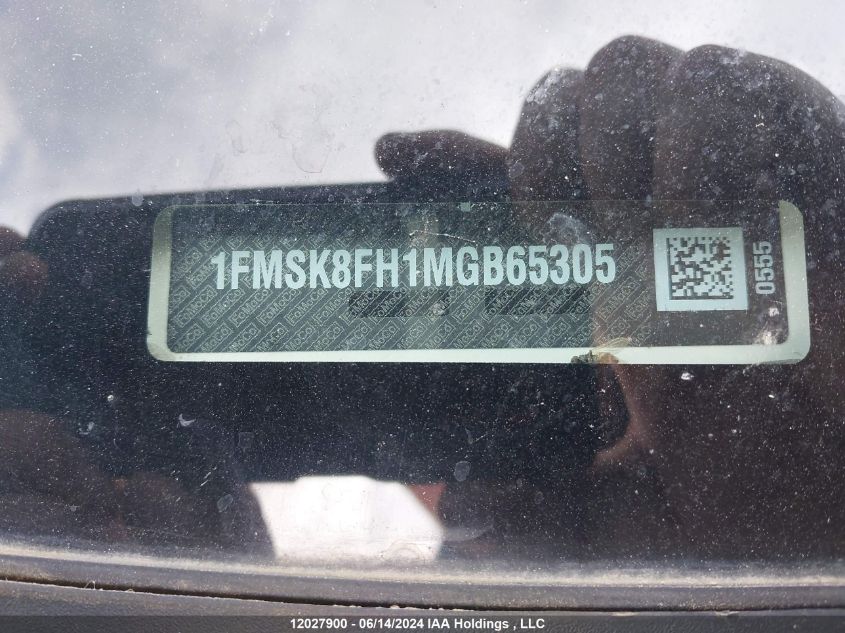 1FMSK8FH1MGB65305
0555
12027900 - 06/14/2024 IAA Holdings , LLC